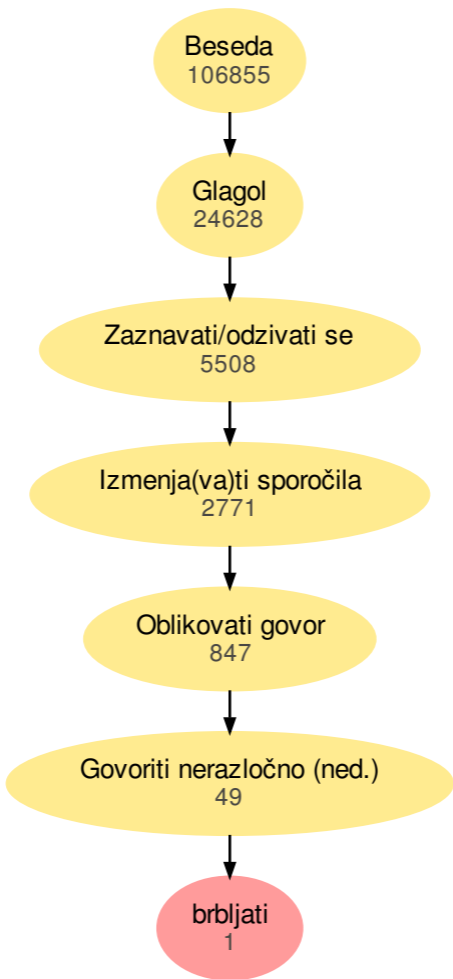 Beseda
106855
Glagol
24628
Zaznavati/odzivati se
5508
Izmenja(va)ti sporočila
2771
Oblikovati govor
847
Govoriti nerazločno (ned.)
49
brbljati
1